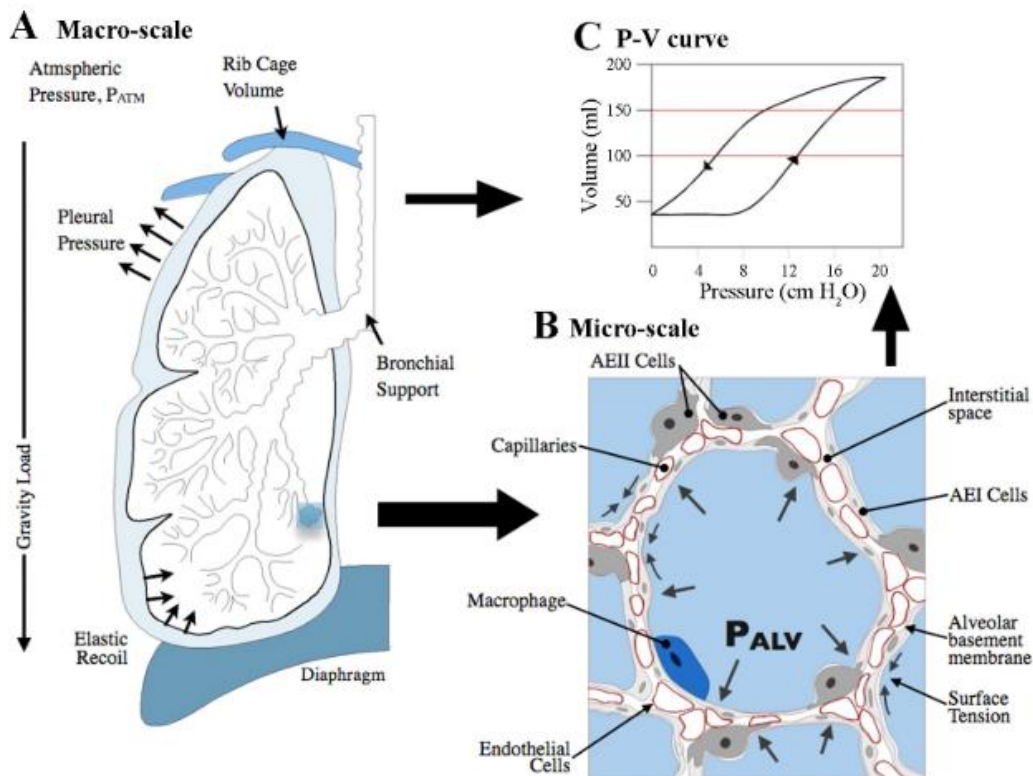 A Macro-scale
Atmspheric
Pressure, PATM
Rib Cage
Volume
Pleural
Pressure
Bronchial
Support
Gravity Load
Elastic
Recoil
Diaphragm
C P-V curve
Volume (ml)
200
150
100
50
0 4 8 12 16 20
Pressure (cm H₂O)
B Micro-scale
AEII Cells
Interstitial
space
Capillaries
AEI Cells
Macrophage
PALV
Alveolar
basement
membrane
Surface
Tension
Endothelial
Cells